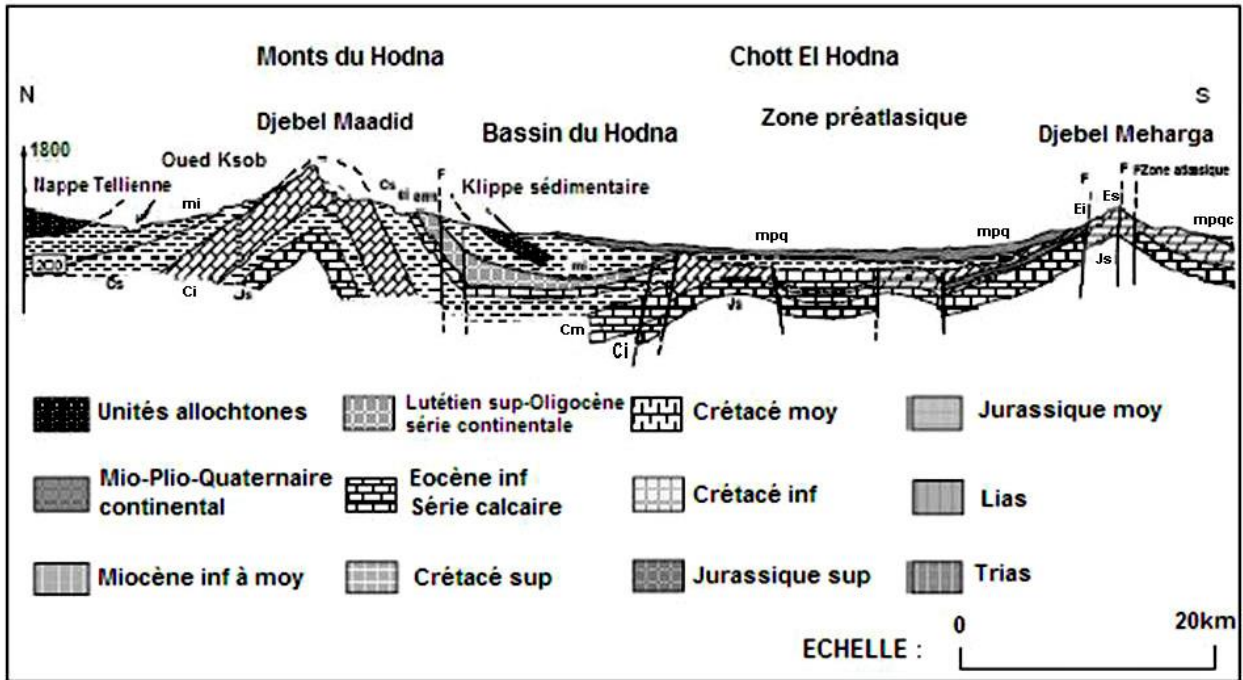 Monts du Hodna
Chott El Hodna
N
S
Djebel Maadid
Bassin du Hodna
Zone préatlasique
Djebel Meharga
1800
Oued Ksob
Nappe Tellienne
Klippe sédimentaire
F
F
F
F
Zone atlasique
mi
Cs
Ei
Es
mpq
mpq
mpqc
mi
Cs
Ci
Js
Js
Js
Cm
Ci
Unités allochtones
Lutétien sup-Oligocène
série continentale
Crétacé moy
Jurassique moy
Mio-Plio-Quaternaire
continental
Eocène inf
Série calcaire
Crétacé inf
Lias
Miocène inf à moy
Crétacé sup
Jurassique sup
Trias
0
20km
ECHELLE :